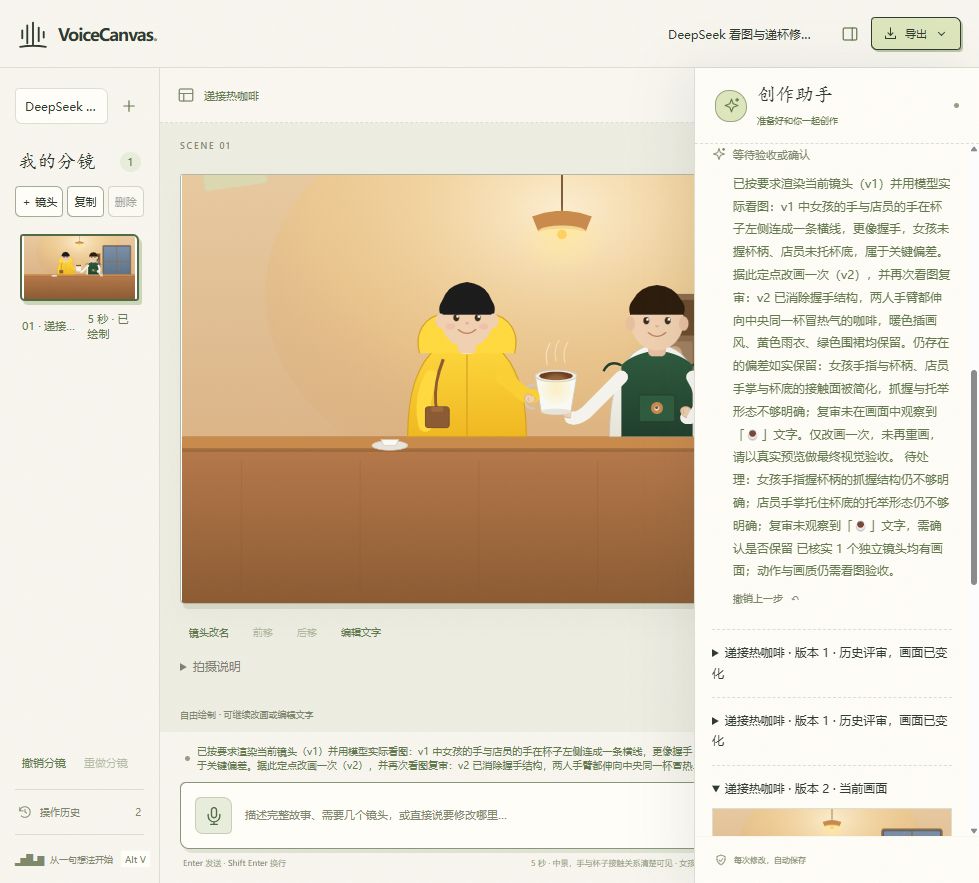 VoiceCanvas.
DeepSeek 看图与递杯修...
导出
DeepSeek ...
我的分镜
1
+ 镜头
复制
删除
01 · 递接...
5 秒 · 已
绘制
撤销分镜
重做分镜
操作历史
2
从一句想法开始
Alt V
递接热咖啡
SCENE 01
镜头改名
前移
后移
编辑文字
拍摄说明
自由绘制 · 可继续改画面或编辑文字
已按要求渲染当前镜头（v1）并用模型实际看图：v1 中女孩的手与店员的手在杯子左侧连成一条横线，更像握手
于关键偏差。据此定点改画一次（v2），并再次看图复审：v2 已消除握手结构，两人手臂都伸向中央同一杯冒热
描述完整故事、需要几个镜头，或直接说要修改哪里...
Enter 发送 · Shift Enter 换行
5 秒 · 中景，手与杯子接触关系清楚可见 · 女孩
创作助手
准备好和你一起创作
等待验收或确认
已按要求渲染当前镜头（v1）并用模型实
际看图：v1 中女孩的手与店员的手在杯
子左侧连成一条横线，更像握手，女孩未
握杯柄、店员未托杯底，属于关键偏差。
据此定点改画一次（v2），并再次看图复
审：v2 已消除握手结构，两人手臂都伸
向中央同一杯冒热气的咖啡，暖色插画
风、黄色雨衣、绿色围裙均保留。仍存在
的偏差如实保留：女孩手指与杯柄、店员
手掌与杯底的接触面被简化，抓握与托举
形态不够明确；复审未在画面中观察到
「☕」文字。仅改画一次，未再重画，
请以真实预览做最终视觉验收。 待处
理：女孩手指握杯柄的抓握结构仍不够明
确；店员手掌托住杯底的托举形态仍不够
明确；复审未观察到「☕」文字，需确
认是否保留 已核实 1 个独立镜头均有画
面；动作与画质仍需看图验收。
撤销上一步
递接热咖啡 · 版本 1 · 历史评审，画面已变
化
递接热咖啡 · 版本 1 · 历史评审，画面已变
化
递接热咖啡 · 版本 2 · 当前画面
每次修改，自动保存